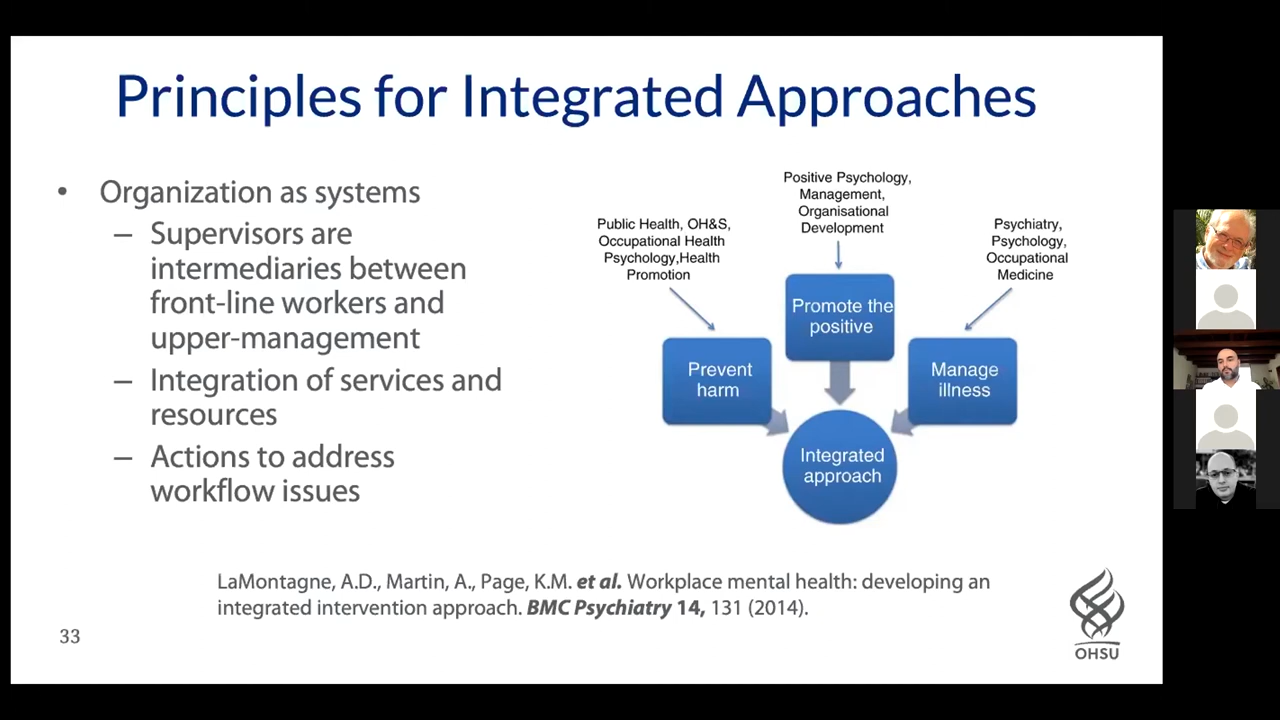 Principles for Integrated Approaches
• Organization as systems
– Supervisors are
intermediaries between
front-line workers and
upper-management
– Integration of services and
resources
– Actions to address
workflow issues
Public Health, OH&S,
Occupational Health
Psychology,Health
Promotion
Positive Psychology,
Management,
Organisational
Development
Psychiatry,
Psychology,
Occupational
Medicine
Prevent
harm
Promote the
positive
Manage
illness
Integrated
approach
LaMontagne, A.D., Martin, A., Page, K.M. et al. Workplace mental health: developing an
integrated intervention approach. BMC Psychiatry 14, 131 (2014).
33
OHSU